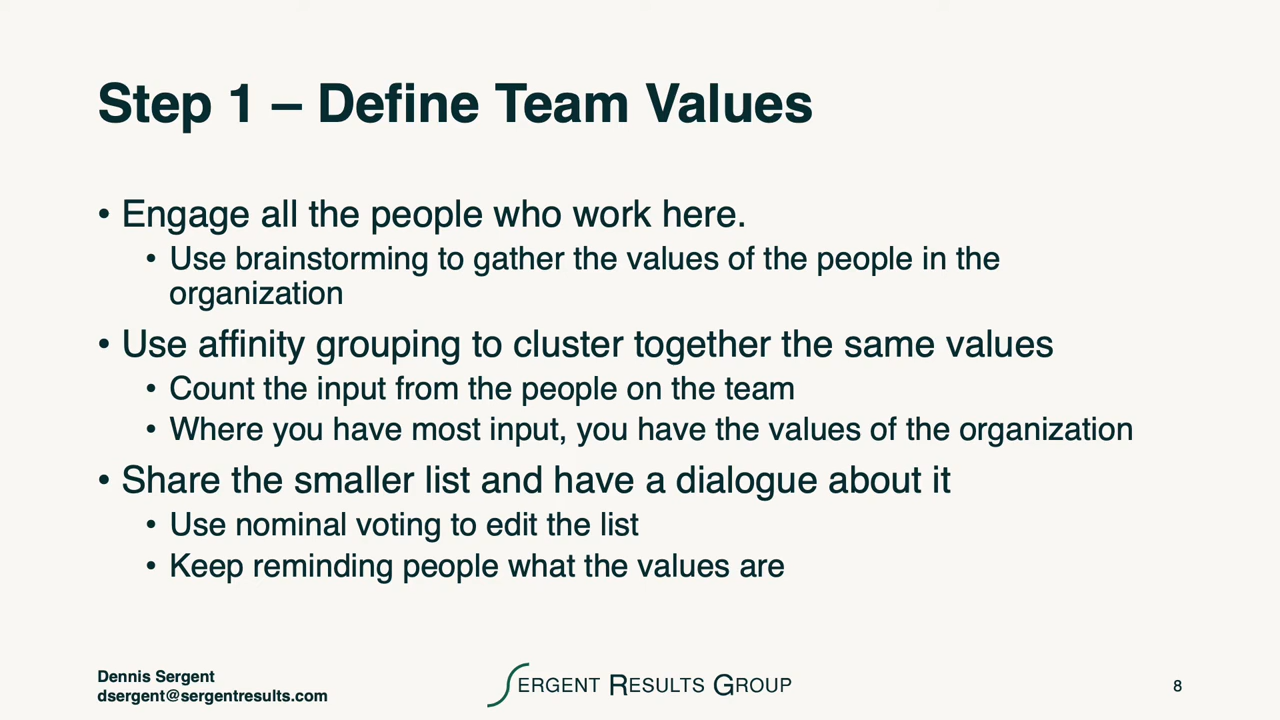 Step 1 – Define Team Values
• Engage all the people who work here.
• Use brainstorming to gather the values of the people in the
organization
• Use affinity grouping to cluster together the same values
• Count the input from the people on the team
• Where you have most input, you have the values of the organization
• Share the smaller list and have a dialogue about it
• Use nominal voting to edit the list
• Keep reminding people what the values are
Dennis Sergent
dsergent@sergentresults.com
SERGENT RESULTS GROUP
8